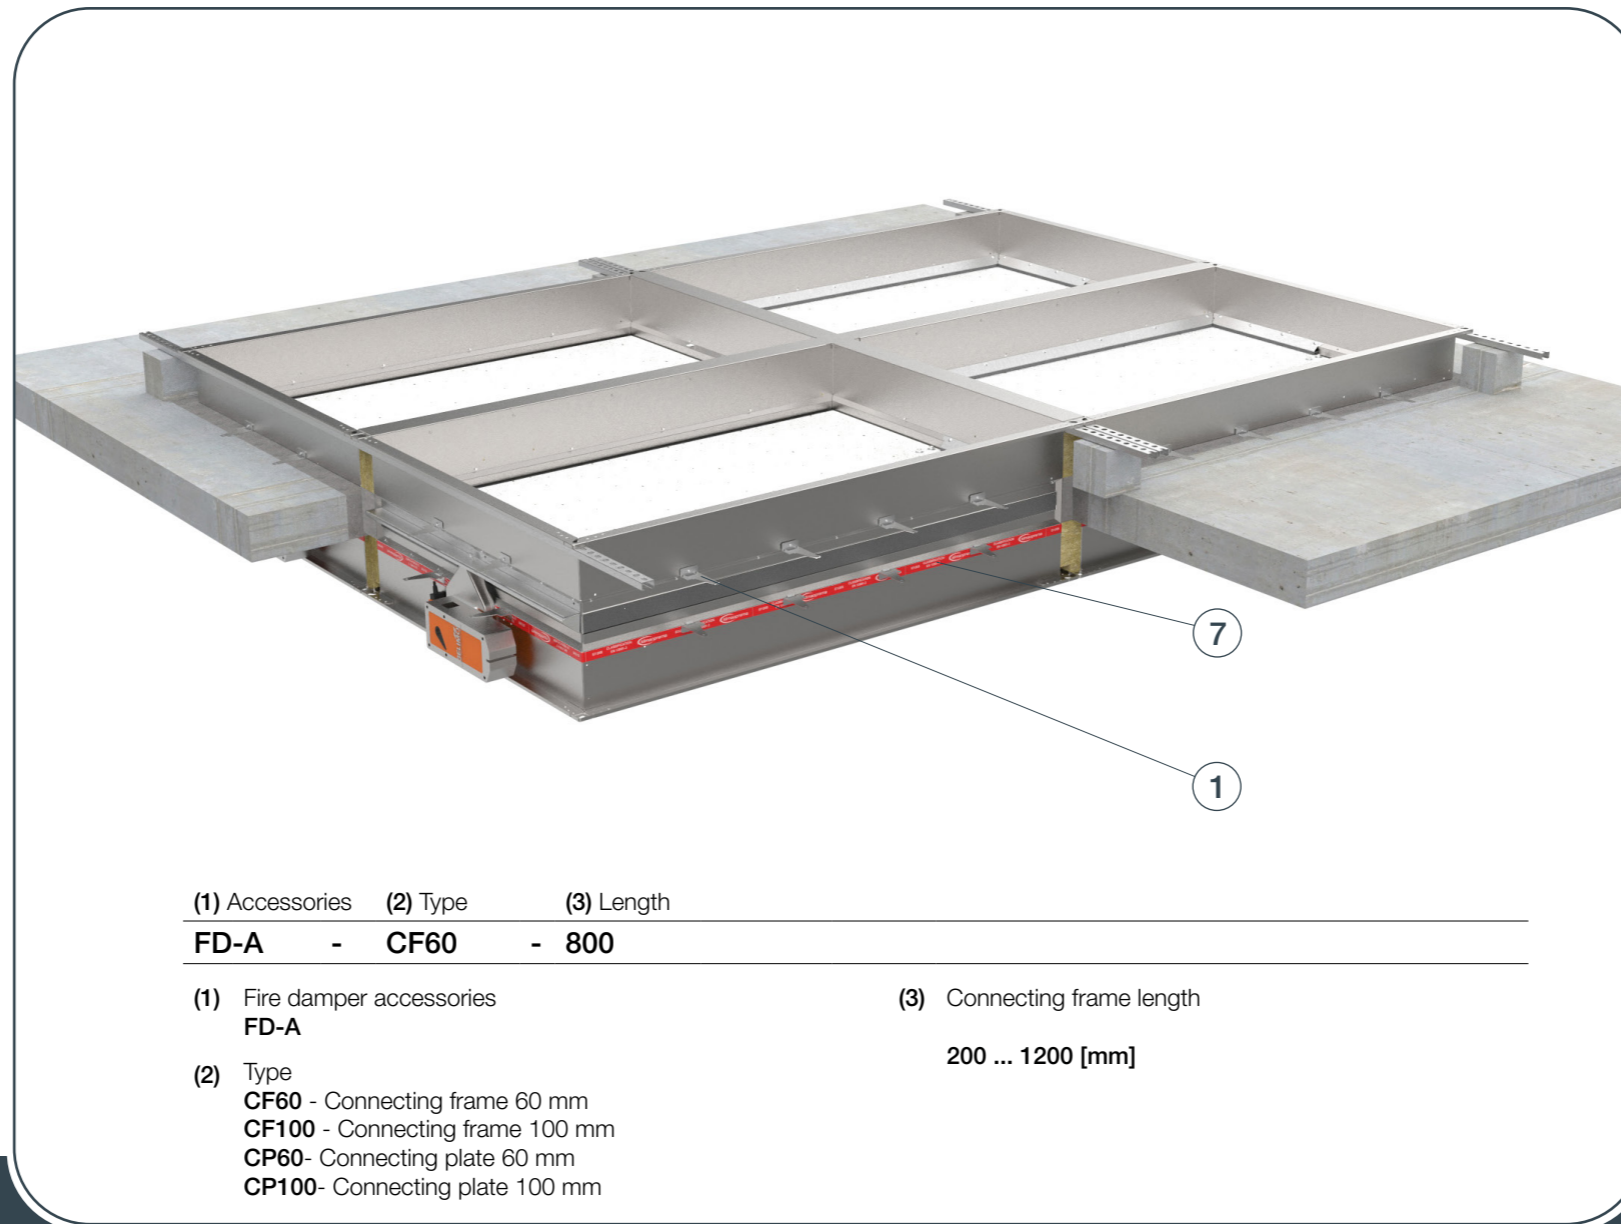 7
1
(1) Accessories (2) Type (3) Length
FD-A - CF60 - 800
(1) Fire damper accessories
FD-A
(2) Type
CF60 - Connecting frame 60 mm
CF100 - Connecting frame 100 mm
CP60- Connecting plate 60 mm
CP100- Connecting plate 100 mm
(3) Connecting frame length
200 ... 1200 [mm]